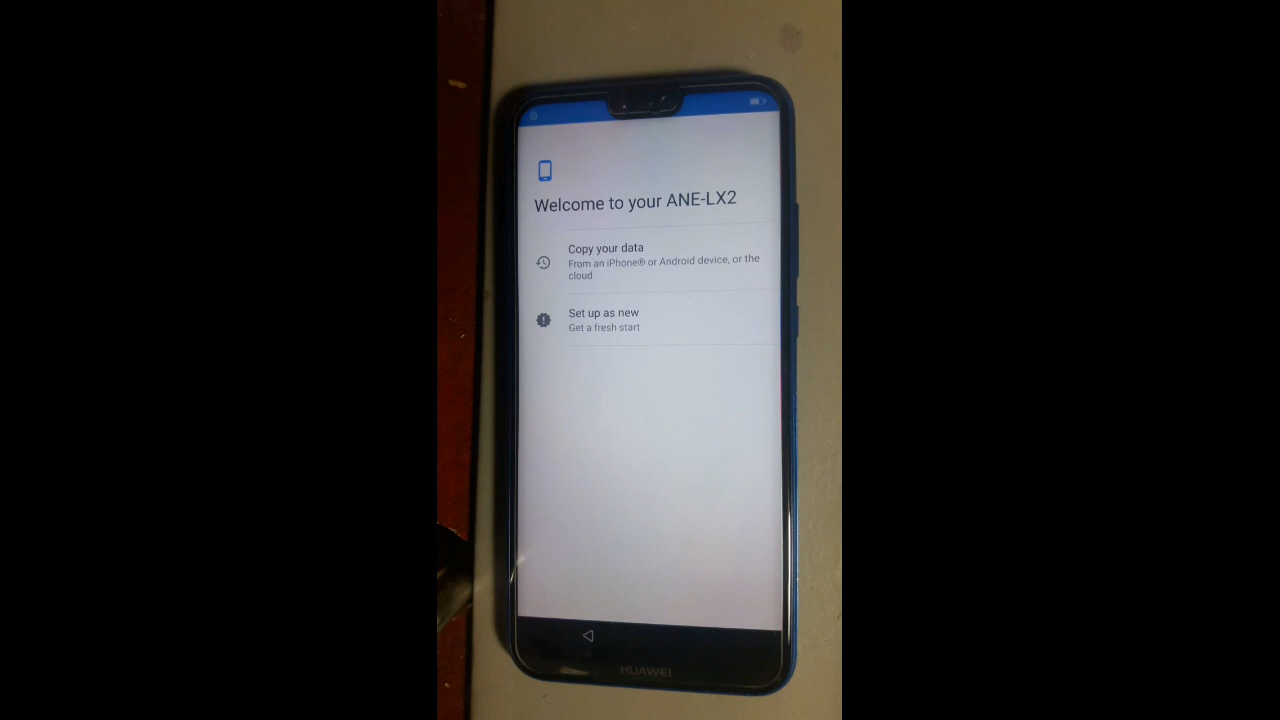 Welcome to your ANE-LX2
Copy your data
From an iPhone® or Android device, or the
cloud
Set up as new
Get a fresh start
HUAWEI